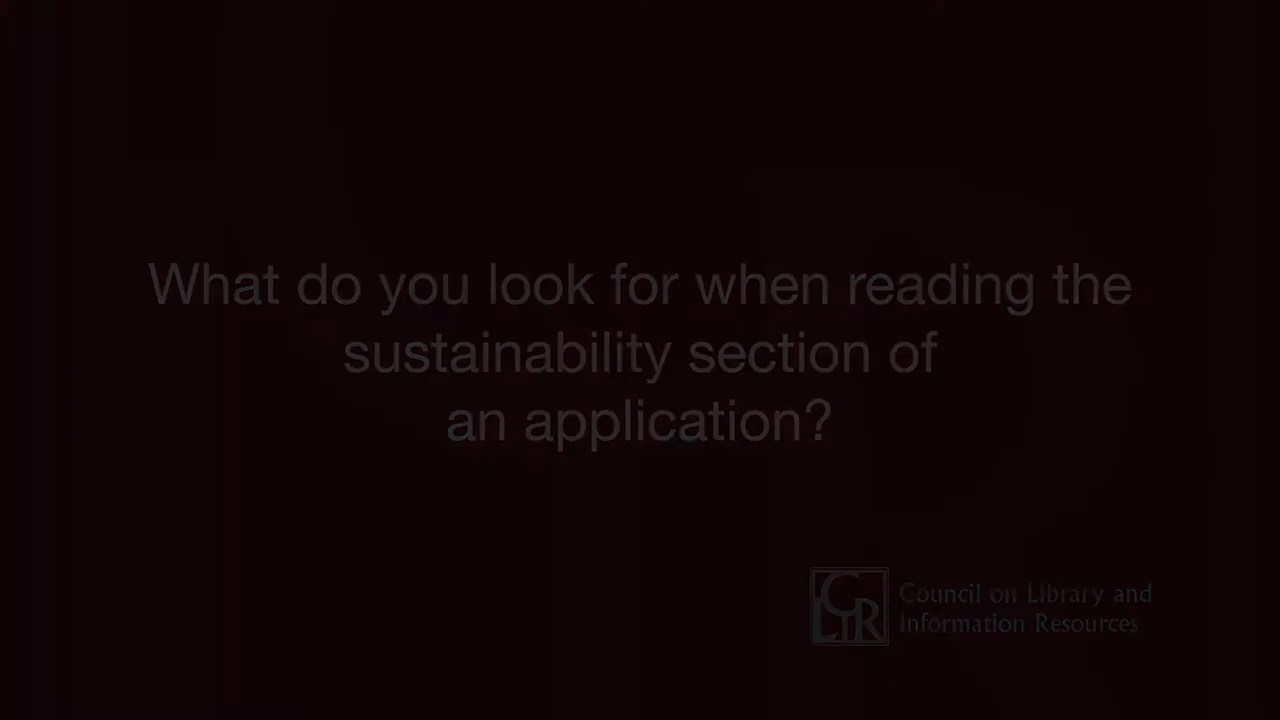 What do you look for when reading the
sustainability section of
an application?
CLIR
Council on Library and
Information Resources